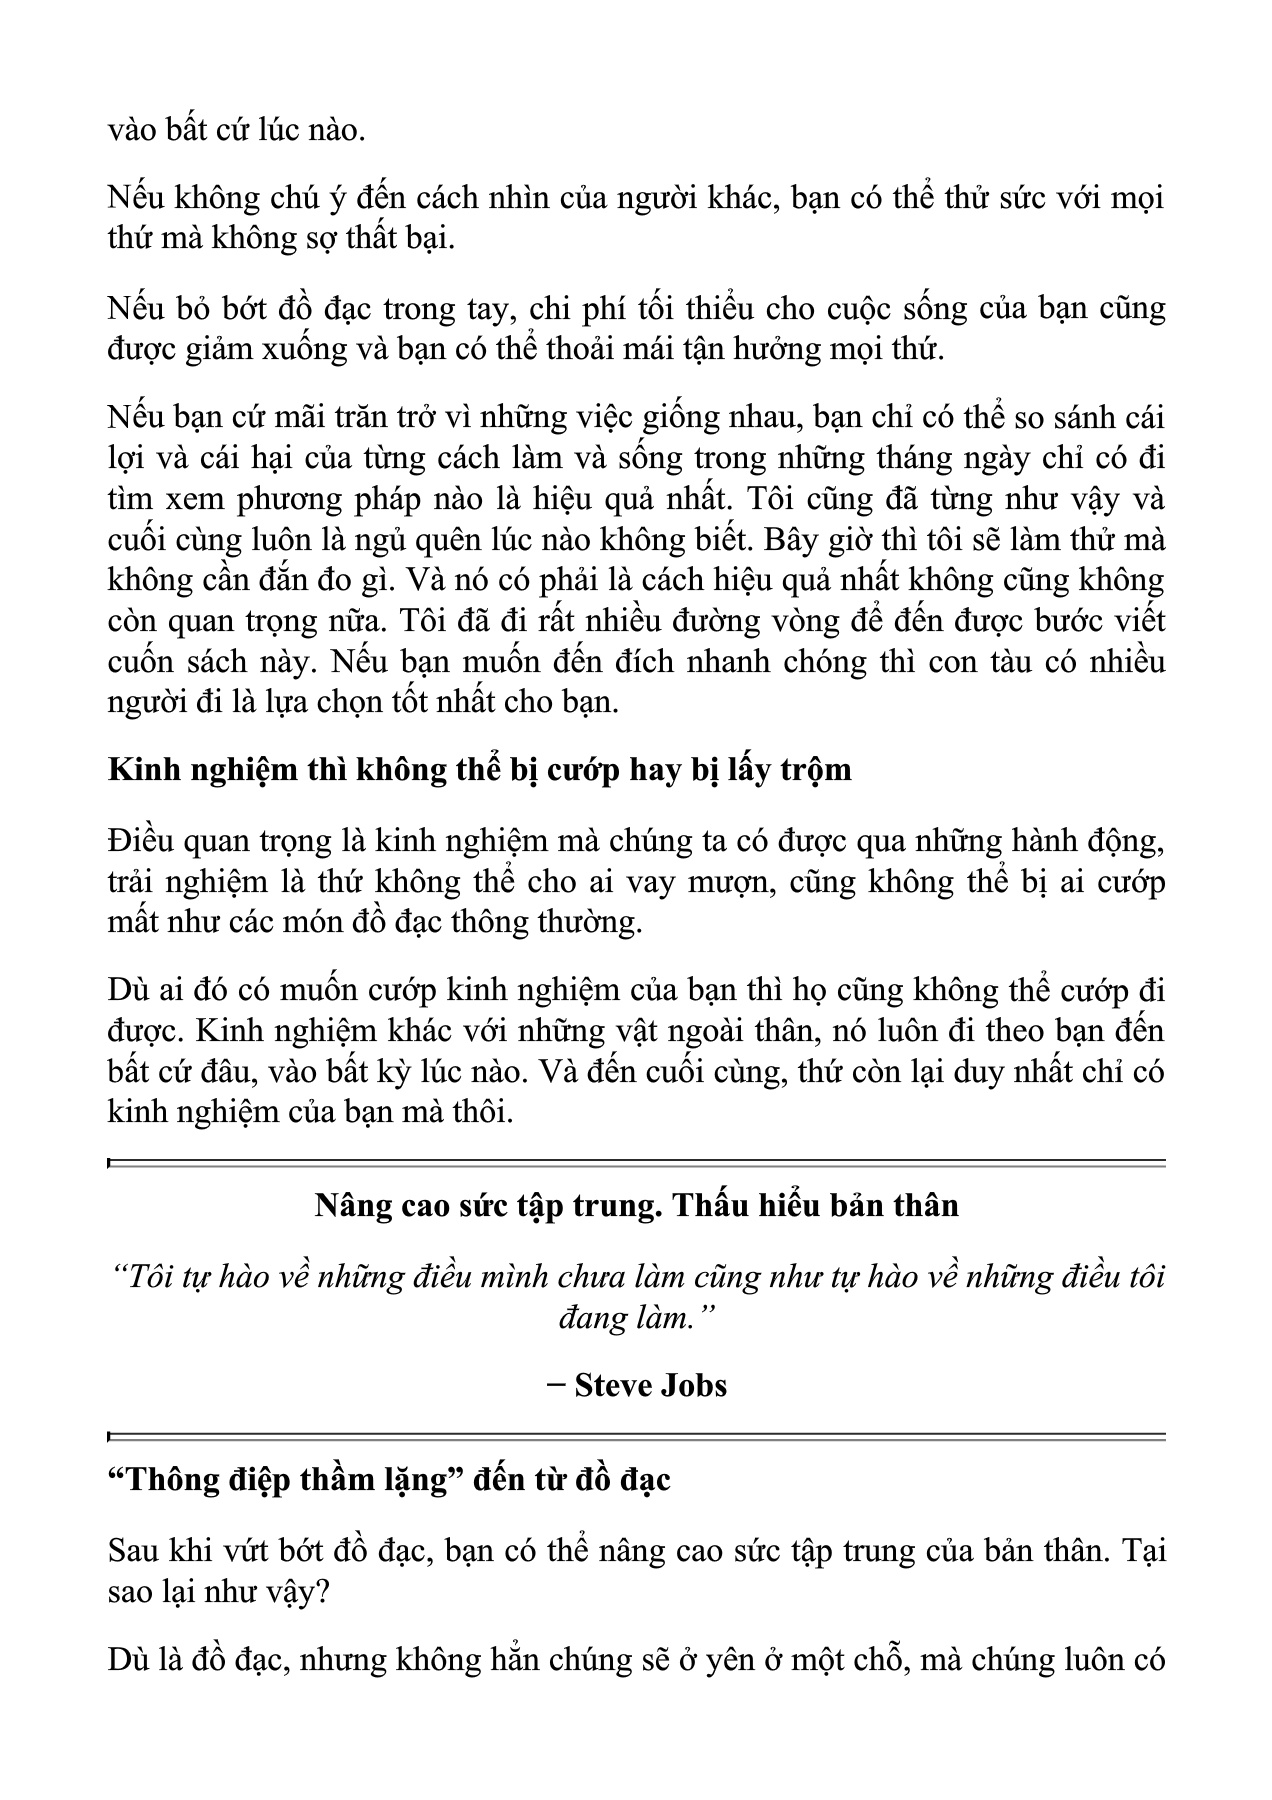 vào bất cứ lúc nào.
Nếu không chú ý đến cách nhìn của người khác, bạn có thể thử sức với mọi
thứ mà không sợ thất bại.
Nếu bỏ bớt đồ đạc trong tay, chi phí tối thiểu cho cuộc sống của bạn cũng
được giảm xuống và bạn có thể thoải mái tận hưởng mọi thứ.
Nếu bạn cứ mãi trăn trở vì những việc giống nhau, bạn chỉ có thể so sánh cái
lợi và cái hại của từng cách làm và sống trong những tháng ngày chỉ có đi
tìm xem phương pháp nào là hiệu quả nhất. Tôi cũng đã từng như vậy và
cuối cùng luôn là ngủ quên lúc nào không biết. Bây giờ thì tôi sẽ làm thử mà
không cần đắn đo gì. Và nó có phải là cách hiệu quả nhất không cũng không
còn quan trọng nữa. Tôi đã đi rất nhiều đường vòng để đến được bước viết
cuốn sách này. Nếu bạn muốn đến đích nhanh chóng thì con tàu có nhiều
người đi là lựa chọn tốt nhất cho bạn.
Kinh nghiệm thì không thể bị cướp hay bị lấy trộm
Điều quan trọng là kinh nghiệm mà chúng ta có được qua những hành động,
trải nghiệm là thứ không thể cho ai vay mượn, cũng không thể bị ai cướp
mất như các món đồ đạc thông thường.
Dù ai đó có muốn cướp kinh nghiệm của bạn thì họ cũng không thể cướp đi
được. Kinh nghiệm khác với những vật ngoài thân, nó luôn đi theo bạn đến
bất cứ đâu, vào bất kỳ lúc nào. Và đến cuối cùng, thứ còn lại duy nhất chỉ có
kinh nghiệm của bạn mà thôi.
Nâng cao sức tập trung. Thấu hiểu bản thân
“Tôi tự hào về những điều mình chưa làm cũng như tự hào về những điều tôi
đang làm.”
– Steve Jobs
“Thông điệp thầm lặng” đến từ đồ đạc
Sau khi vứt bớt đồ đạc, bạn có thể nâng cao sức tập trung của bản thân. Tại
sao lại như vậy?
Dù là đồ đạc, nhưng không hẳn chúng sẽ ở yên ở một chỗ, mà chúng luôn có